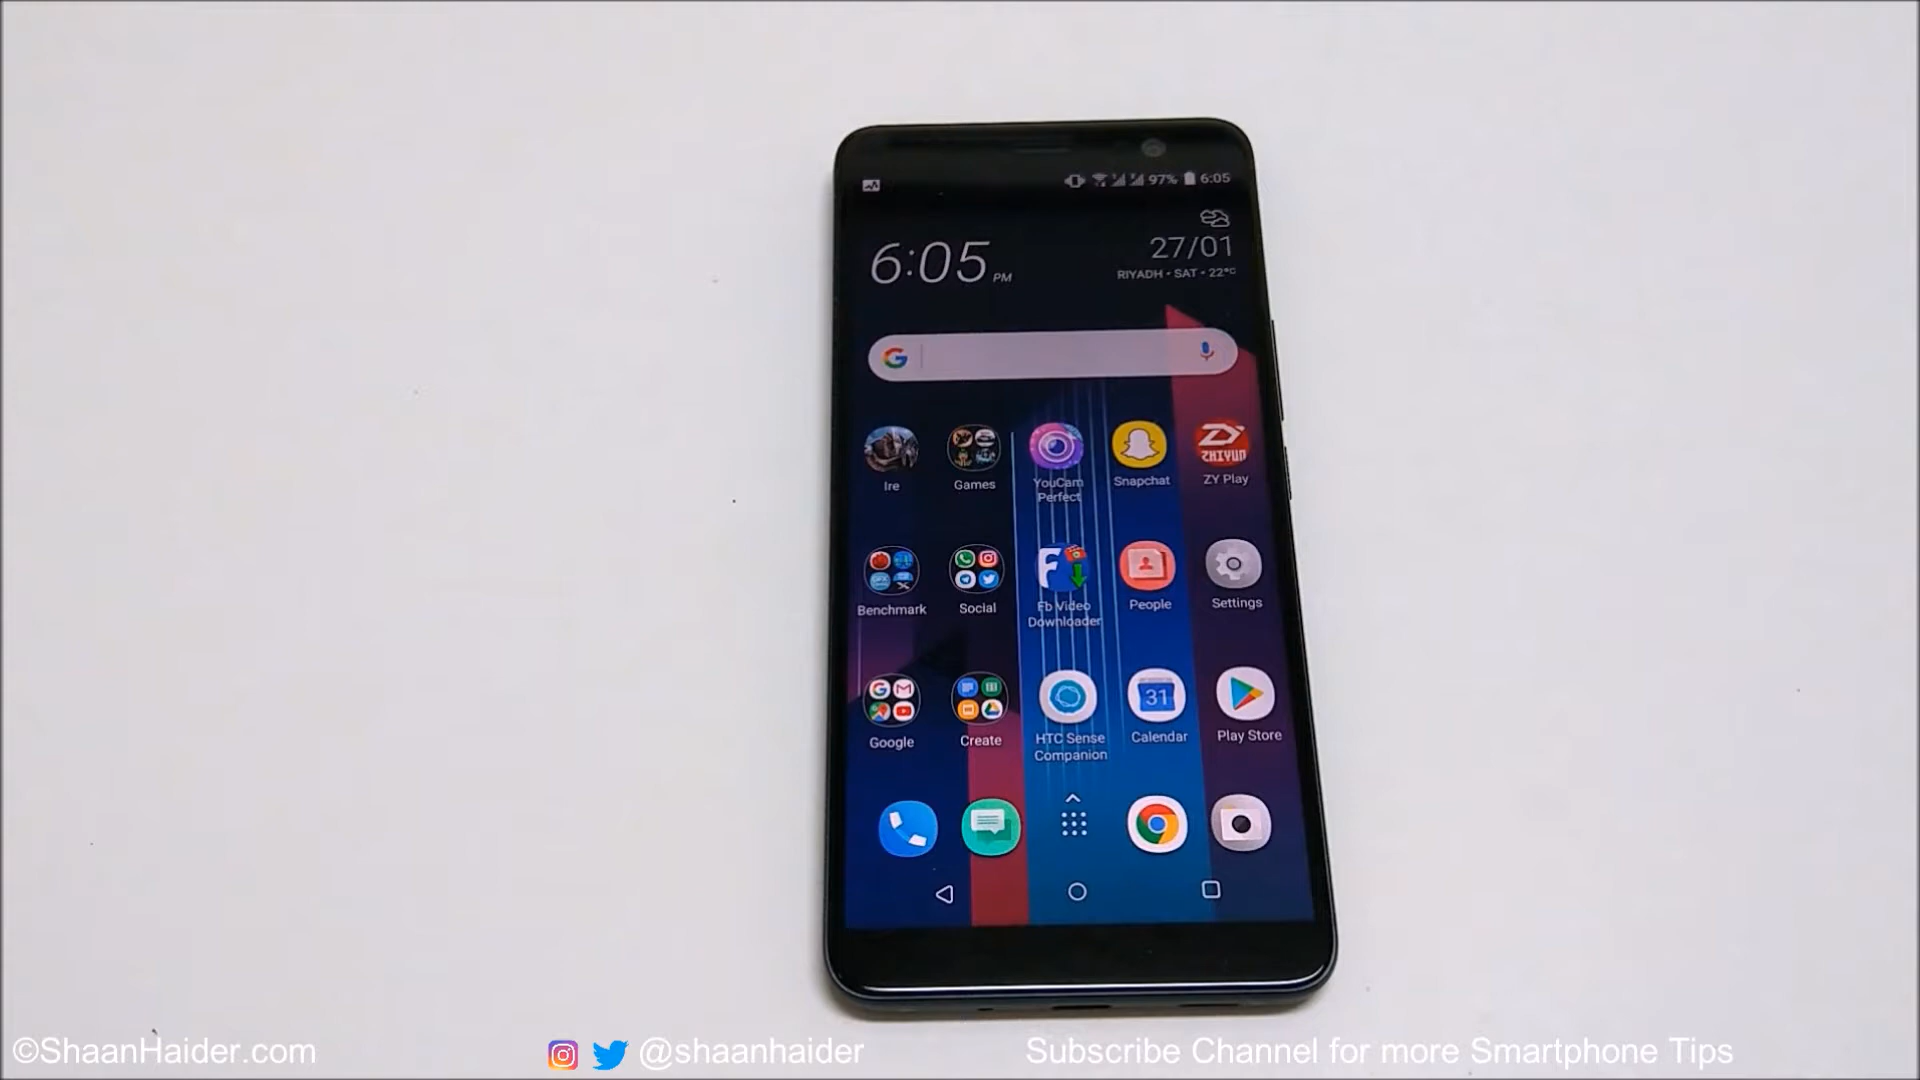 97% 6:05
6:05 PM
27/01
RIYADH • SAT • 22°C
G
ZHIYUN
Ire Games YouCam Perfect Snapchat ZY Play
F
Benchmark Social Fb Video Downloader People Settings
31
Google Create HTC Sense Companion Calendar Play Store
©ShaanHaider.com @shaanhaider Subscribe Channel for more Smartphone Tips